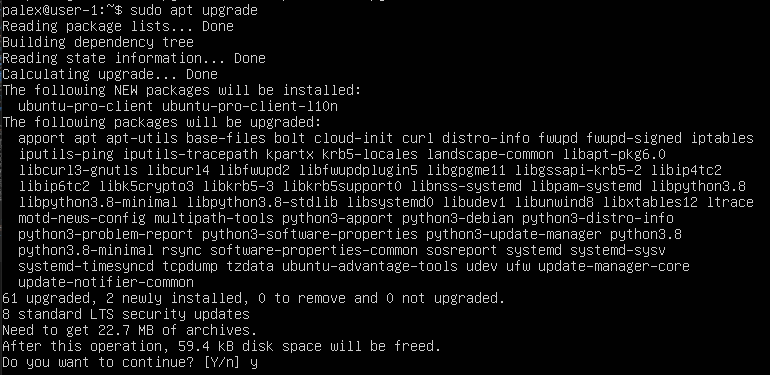 palex@user-1:~$ sudo apt upgrade
Reading package lists... Done
Building dependency tree
Reading state information... Done
Calculating upgrade... Done
The following NEW packages will be installed:
  ubuntu-pro-client ubuntu-pro-client-l10n
The following packages will be upgraded:
  apport apt apt-utils base-files bolt cloud-init curl distro-info fwupd fwupd-signed iptables
  iputils-ping iputils-tracepath kpartx krb5-locales landscape-common libapt-pkg6.0
  libcurl3-gnutls libcurl4 libfwupd2 libfwupdplugin5 libgpgme11 libgssapi-krb5-2 libip4tc2
  libip6tc2 libk5crypto3 libkrb5-3 libkrb5support0 libnss-systemd libpam-systemd libpython3.8
  libpython3.8-minimal libpython3.8-stdlib libsystemd0 libudev1 libunwind8 libxtables12 ltrace
  motd-news-config multipath-tools python3-apport python3-debian python3-distro-info
  python3-problem-report python3-software-properties python3-update-manager python3.8
  python3.8-minimal rsync software-properties-common sosreport systemd systemd-sysv
  systemd-timesyncd tcpdump tzdata ubuntu-advantage-tools udev ufw update-manager-core
  update-notifier-common
61 upgraded, 2 newly installed, 0 to remove and 0 not upgraded.
8 standard LTS security updates
Need to get 22.7 MB of archives.
After this operation, 59.4 kB disk space will be freed.
Do you want to continue? [Y/n] y